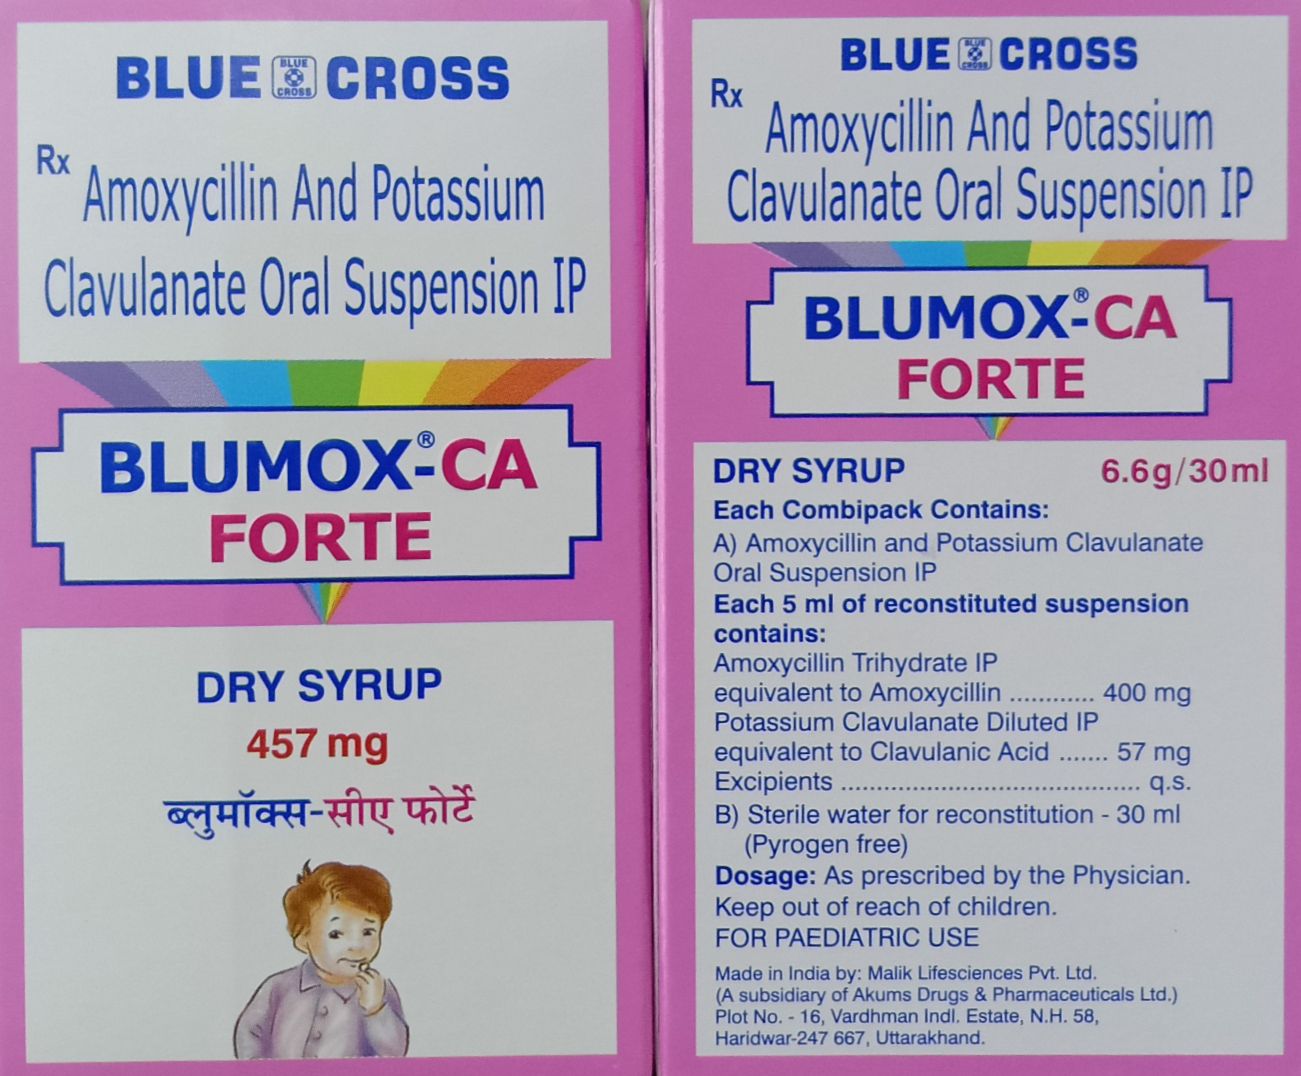 BLUE BLUE CROSS CROSS
Rx
Amoxycillin And Potassium
Clavulanate Oral Suspension IP
BLUMOX®-CA
FORTE
DRY SYRUP
457 mg
ब्लुमॉक्स-सीए फोर्टे
BLUE BLUE CROSS CROSS
Rx
Amoxycillin And Potassium
Clavulanate Oral Suspension IP
BLUMOX®-CA
FORTE
DRY SYRUP 6.6g/30ml
Each Combipack Contains:
A) Amoxycillin and Potassium Clavulanate
Oral Suspension IP
Each 5 ml of reconstituted suspension
contains:
Amoxycillin Trihydrate IP
equivalent to Amoxycillin ............ 400 mg
Potassium Clavulanate Diluted IP
equivalent to Clavulanic Acid ....... 57 mg
Excipients .......................................... q.s.
B) Sterile water for reconstitution - 30 ml
(Pyrogen free)
Dosage: As prescribed by the Physician.
Keep out of reach of children.
FOR PAEDIATRIC USE
Made in India by: Malik Lifesciences Pvt. Ltd.
(A subsidiary of Akums Drugs & Pharmaceuticals Ltd.)
Plot No. - 16, Vardhman Indl. Estate, N.H. 58,
Haridwar-247 667, Uttarakhand.